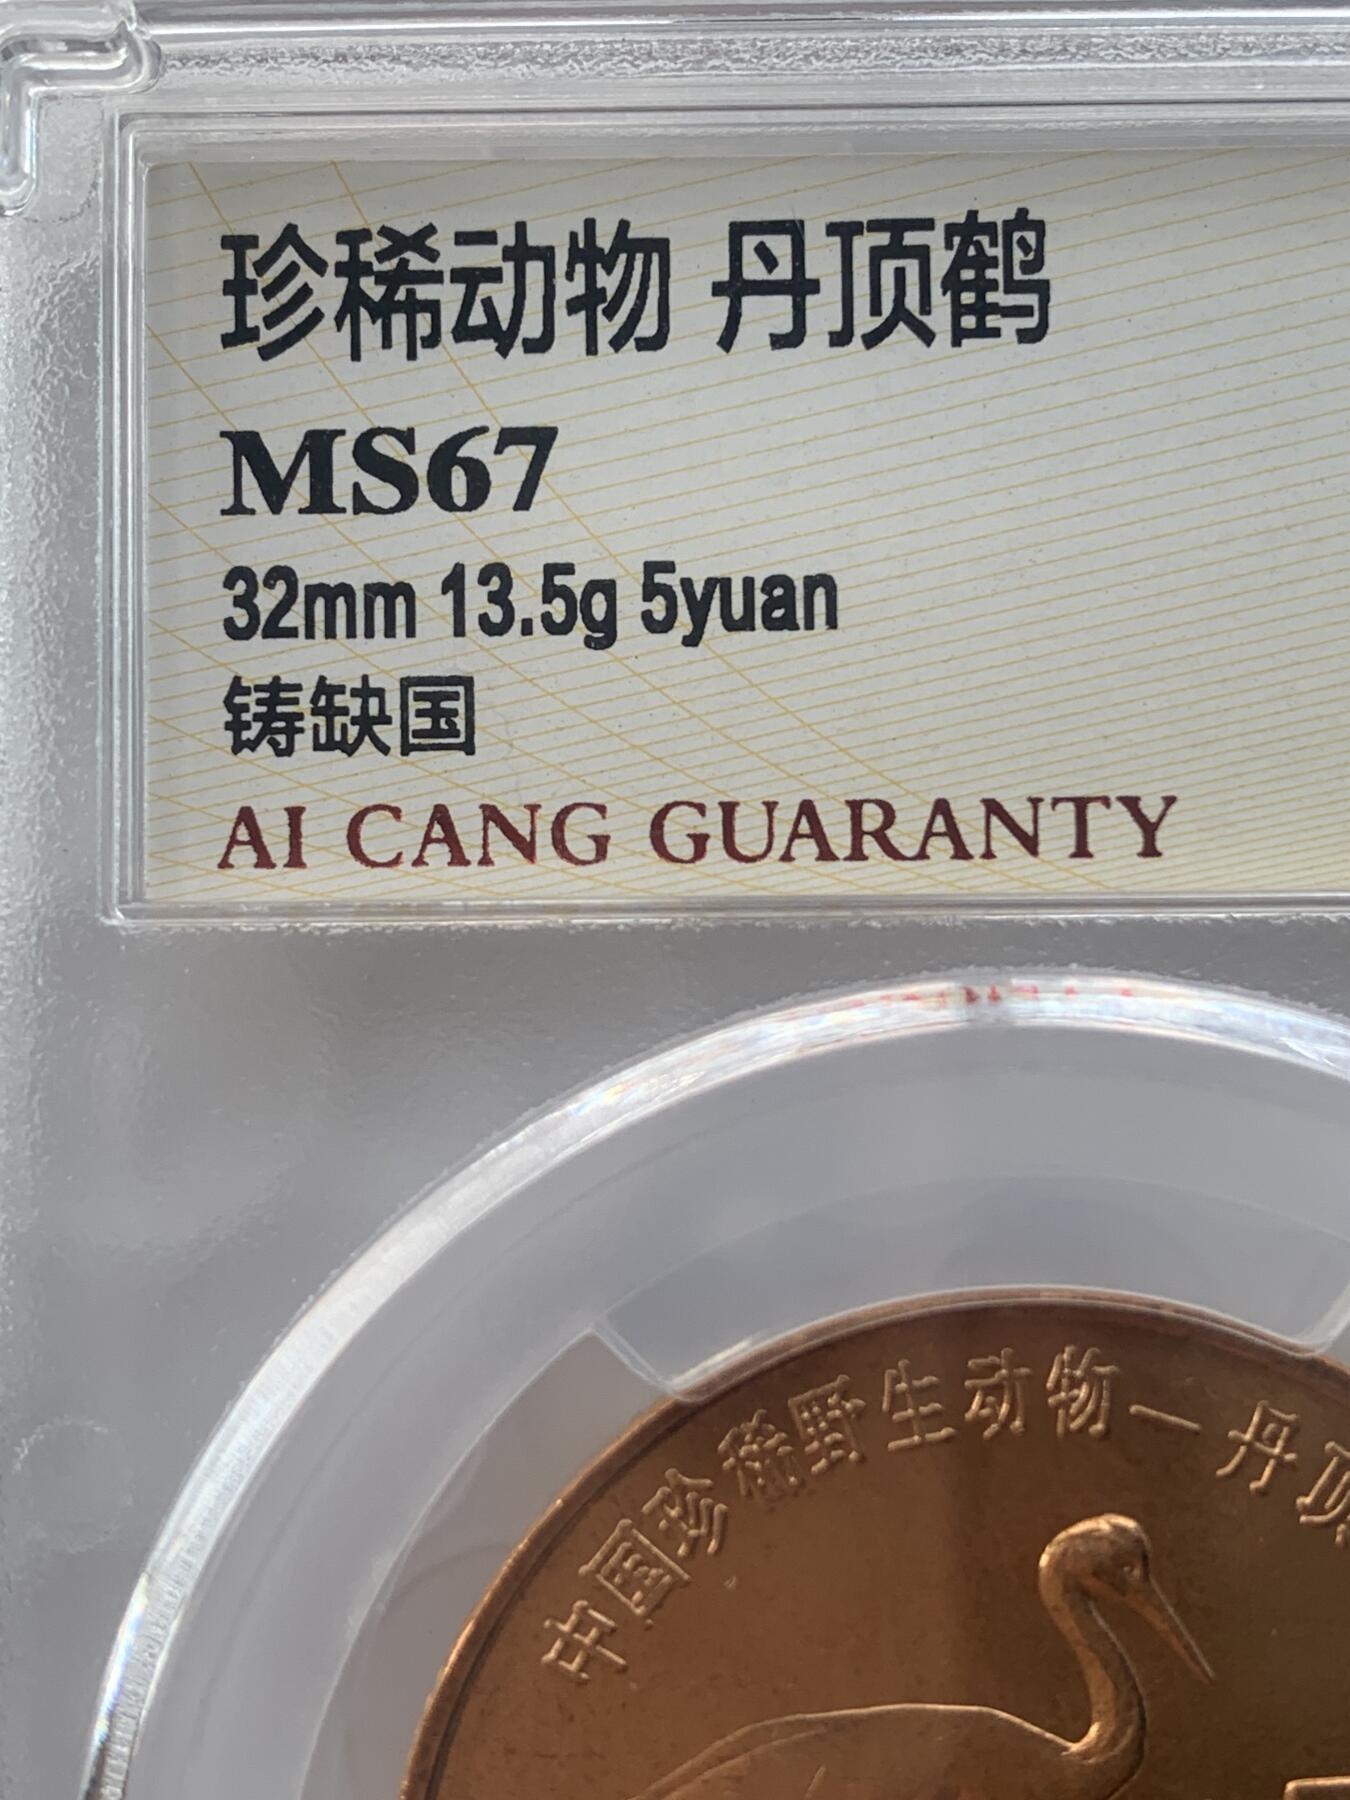 珍稀动物 丹顶鹤
MS67
32mm 13.5g 5yuan
铸缺国
AI CANG GUARANTY
中国珍稀野生动物—丹顶